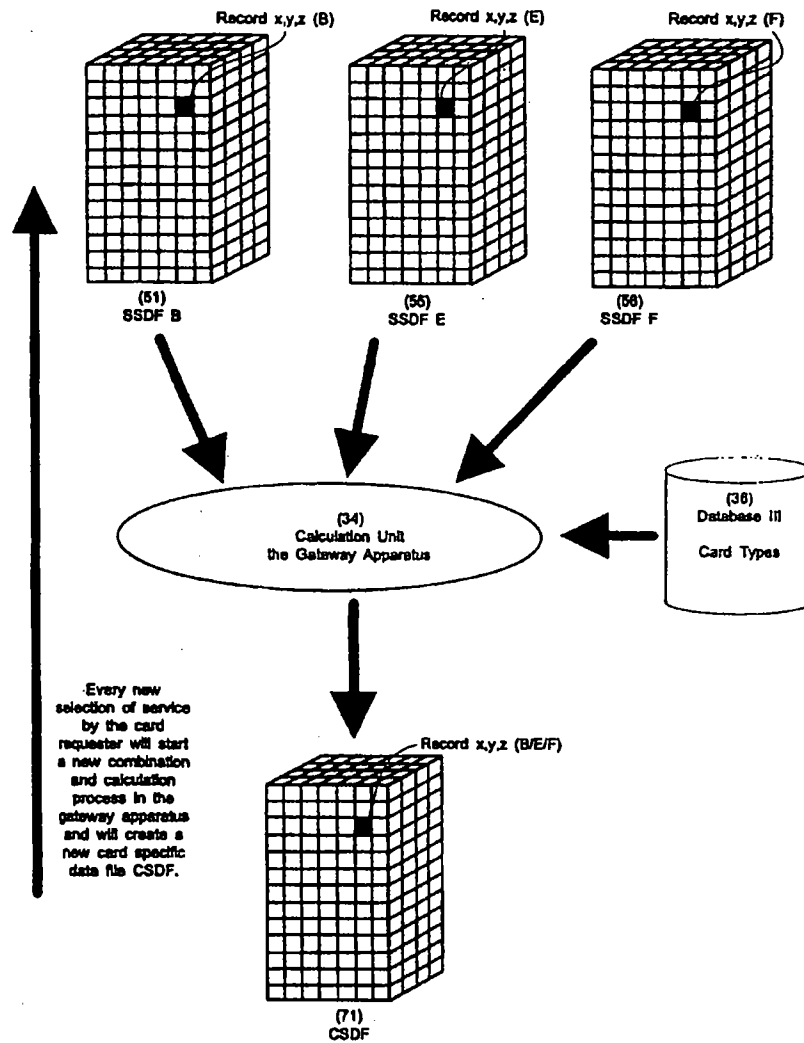 Record x,y,z (B)
Record x,y,z (E)
Record x,y,z (F)
(51)
SSDF B
(55)
SSDF E
(56)
SSDF F
(34)
Calculation Unit
the Gateway Apparatus
(36)
Database III
Card Types
Every new
selection of service
by the card
requester will start
a new combination
and calculation
process in the
gateway apparatus
and will create a
new card specific
data file CSDF.
Record x,y,z (B/E/F)
(71)
CSDF